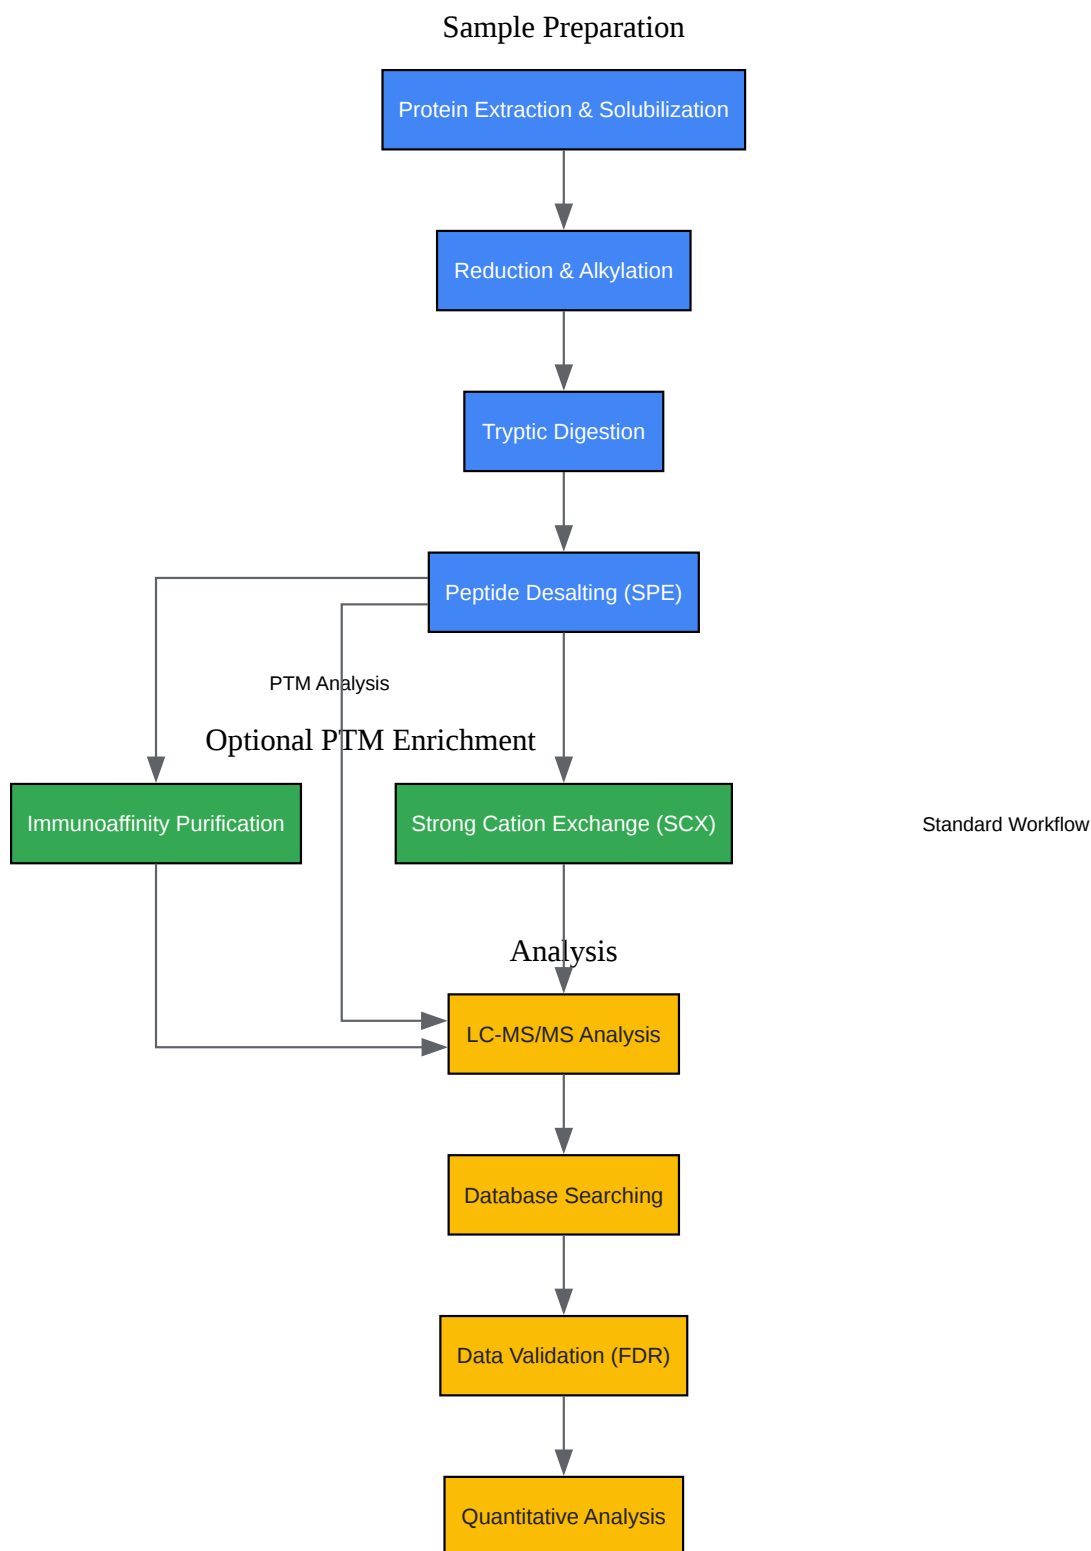 Sample Preparation
Protein Extraction & Solubilization
Reduction & Alkylation
Tryptic Digestion
Peptide Desalting (SPE)
PTM Analysis
Optional PTM Enrichment
Immunoaffinity Purification
Strong Cation Exchange (SCX)
Standard Workflow
Analysis
LC-MS/MS Analysis
Database Searching
Data Validation (FDR)
Quantitative Analysis